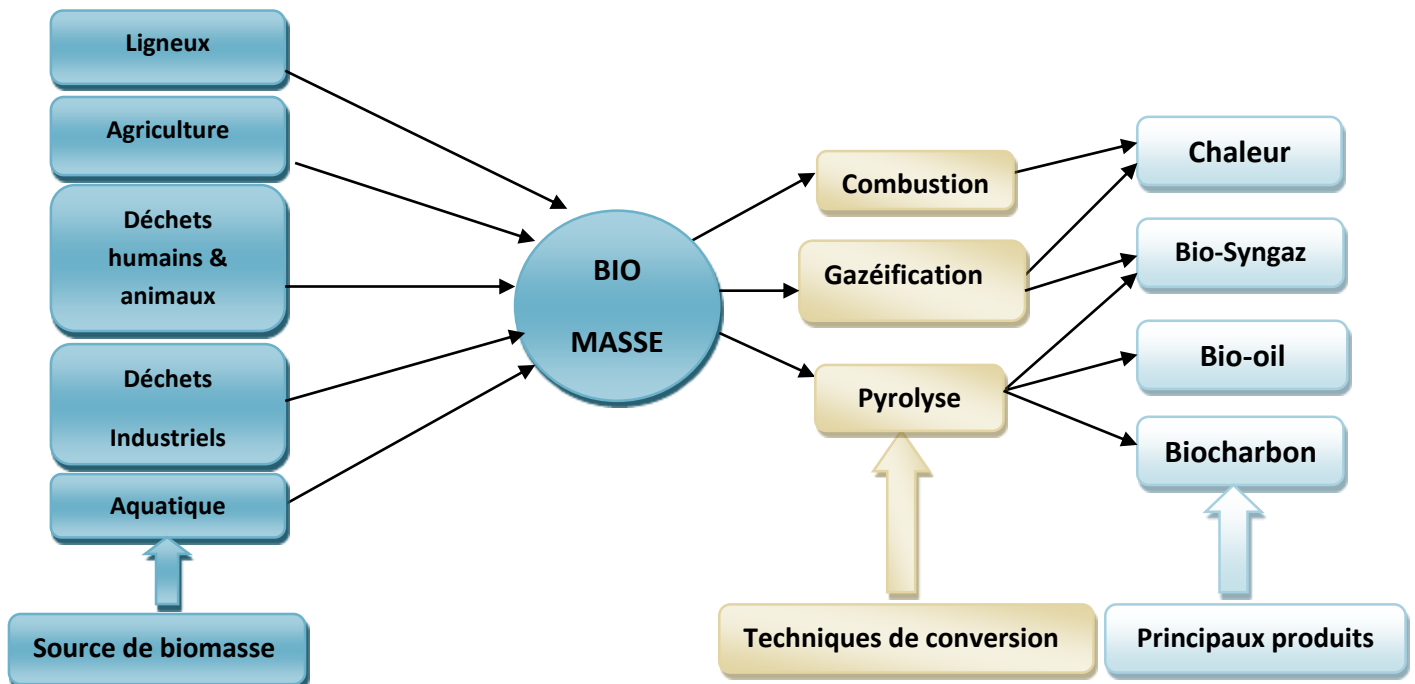 Ligneux
Agriculture
Déchets
humains &
animaux
Déchets
Industriels
Aquatique
Source de biomasse
BIO
MASSE
Combustion
Gazéification
Pyrolyse
Techniques de conversion
Chaleur
Bio-Syngaz
Bio-oil
Biocharbon
Principaux produits